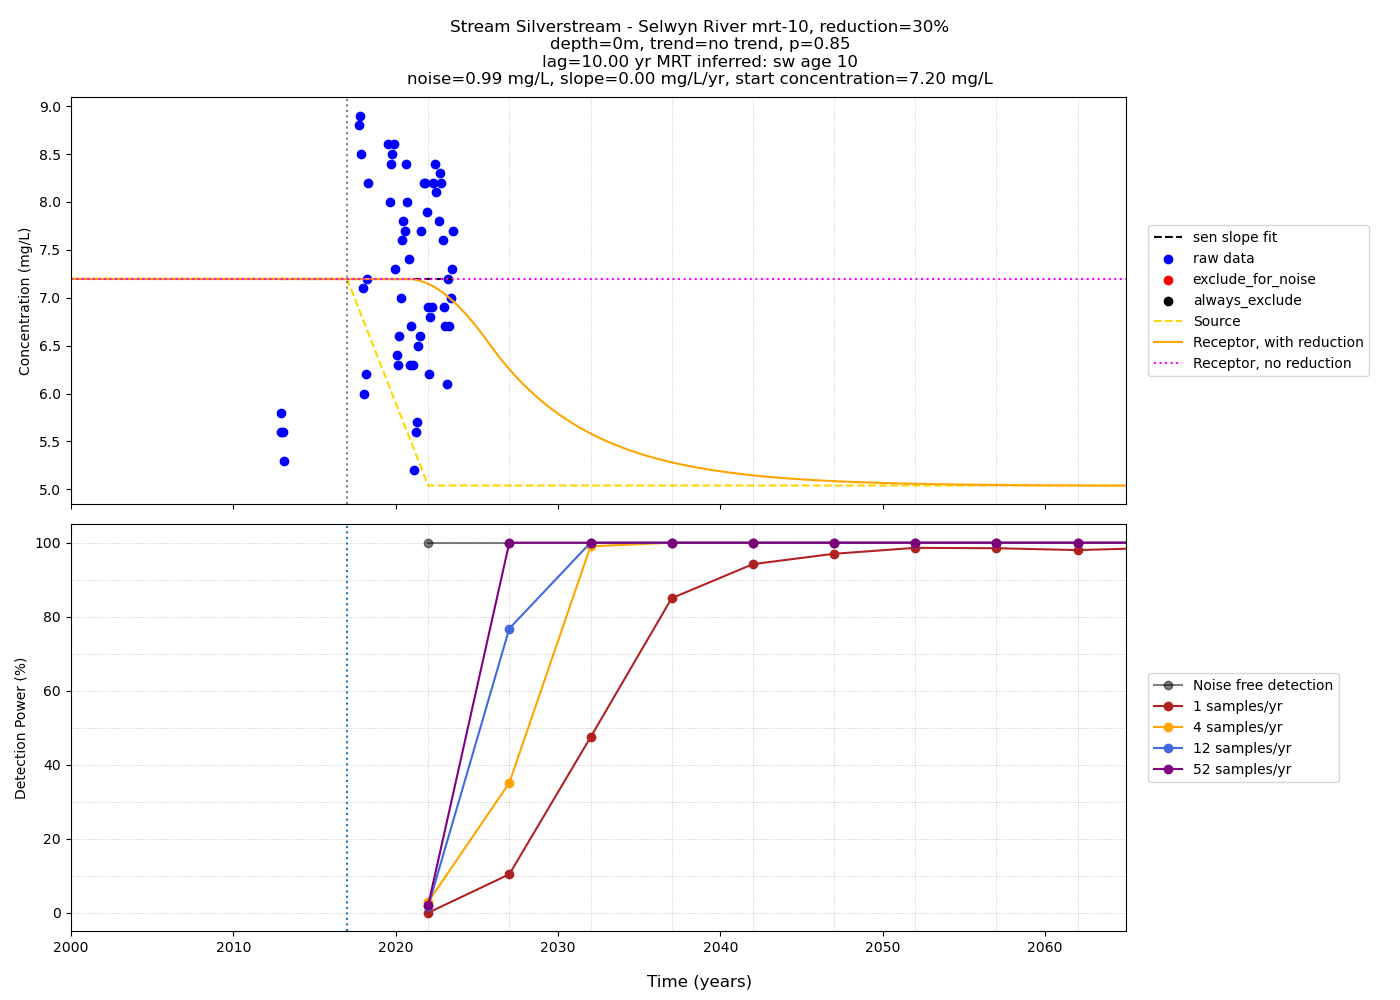 Stream Silverstream - Selwyn River mrt-10, reduction=30%
depth=0m, trend=no trend, p=0.85
lag=10.00 yr MRT inferred: sw age 10
noise=0.99 mg/L, slope=0.00 mg/L/yr, start concentration=7.20 mg/L
Concentration (mg/L)
9.0
8.5
8.0
7.5
7.0
6.5
6.0
5.5
5.0
sen slope fit
raw data
exclude_for_noise
always_exclude
Source
Receptor, with reduction
Receptor, no reduction
Detection Power (%)
100
80
60
40
20
0
2000 2010 2020 2030 2040 2050 2060
Time (years)
Noise free detection
1 samples/yr
4 samples/yr
12 samples/yr
52 samples/yr